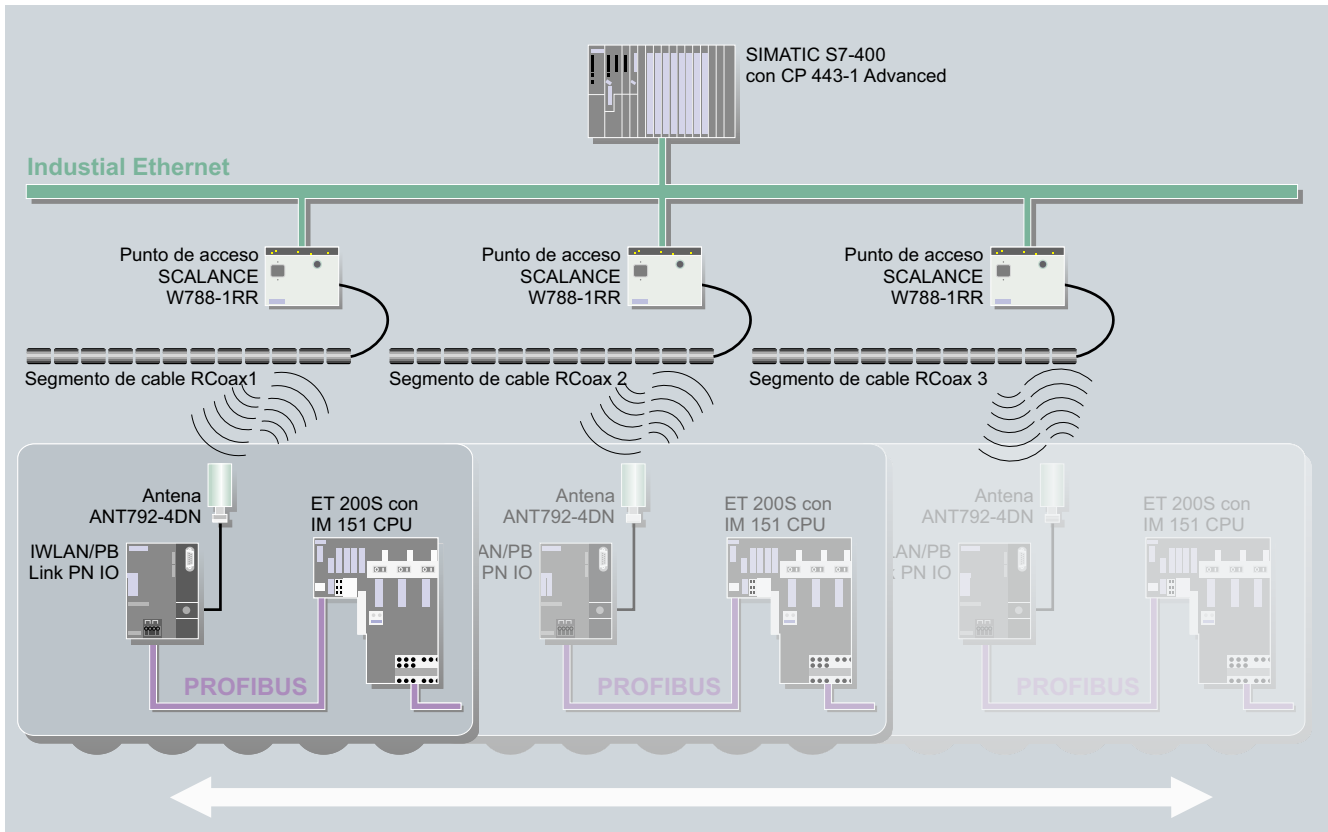 SIMATIC S7-400
con CP 443-1 Advanced
Industial Ethernet
Punto de acceso
SCALANCE
W788-1RR
Punto de acceso
SCALANCE
W788-1RR
Punto de acceso
SCALANCE
W788-1RR
Segmento de cable RCoax1
Segmento de cable RCoax 2
Segmento de cable RCoax 3
Antena
ANT792-4DN
ET 200S con
IM 151 CPU
IWLAN/PB
Link PN IO
PROFIBUS
Antena
ANT792-4DN
ET 200S con
IM 151 CPU
AN/PB
PN IO
PROFIBUS
Antena
ANT792-4DN
ET 200S con
IM 151 CPU
LAN/PB
PN IO
PROFIBUS